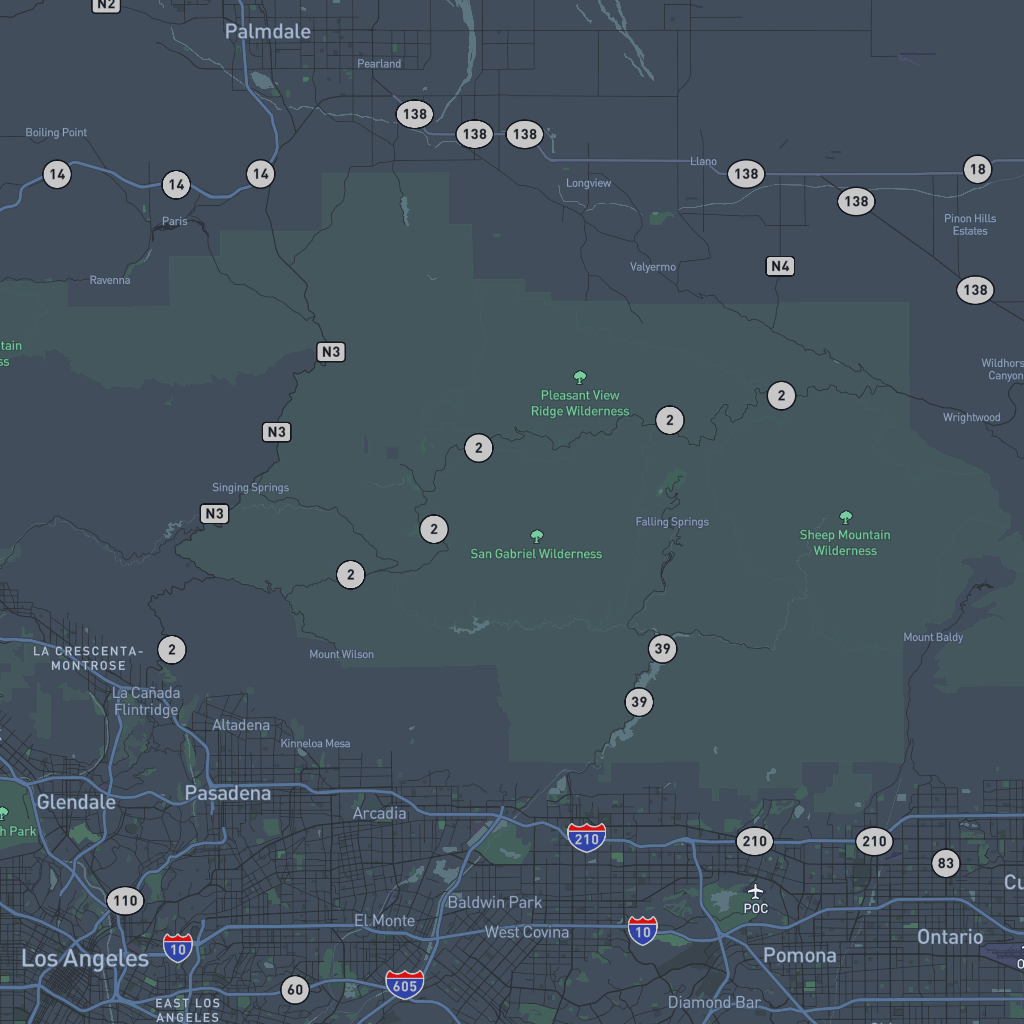 N2
Palmdale
Pearland
138
138
138
Boiling Point
14
14
14
Llano
138
18
Longview
138
Paris
Pinon Hills
Estates
Valyermo
N4
Ravenna
138
tain
ss
N3
Wildhors
Canyon
Pleasant View
Ridge Wilderness
2
2
Wrightwood
N3
2
Singing Springs
N3
Falling Springs
2
Sheep Mountain
Wilderness
San Gabriel Wilderness
2
Mount Baldy
LA CRESCENTA-
MONTROSE
2
Mount Wilson
39
La Cañada
Flintridge
39
Altadena
Kinneloa Mesa
Glendale
Pasadena
Arcadia
h Park
210
210
210
83
Cu
110
POC
Baldwin Park
El Monte
West Covina
10
10
Ontario
Los Angeles
Pomona
O
60
605
EAST LOS
ANGELES
Diamond Bar